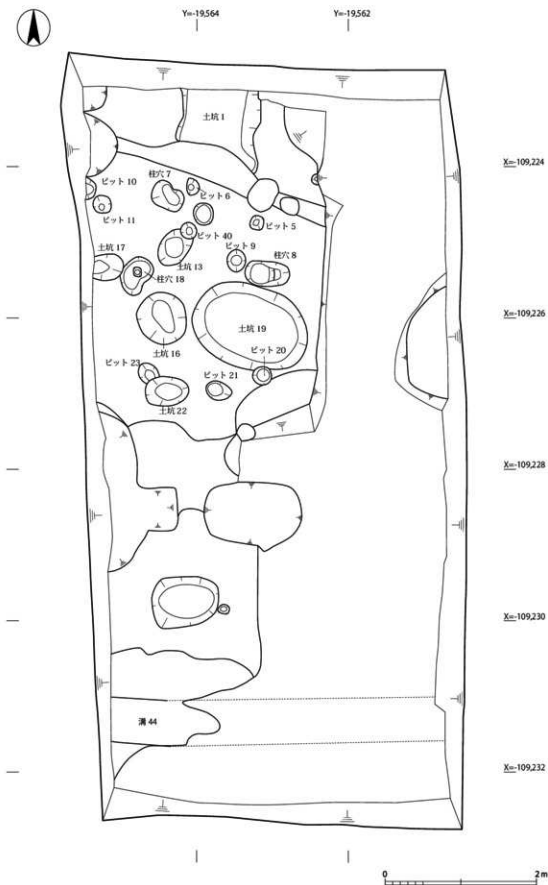 Y=-19,564
Y=-19,562
X=-109,224
X=-109,226
X=-109,228
X=-109,230
X=-109,232
土坑 1
ピット 10
柱穴 7
ピット 6
ピット 11
ピット 5
ピット 40
土坑 17
ピット 9
土坑 13
柱穴 8
柱穴 18
土坑 19
土坑 16
ピット 20
ピット 23
ピット 21
土坑 22
溝 44
0
2m